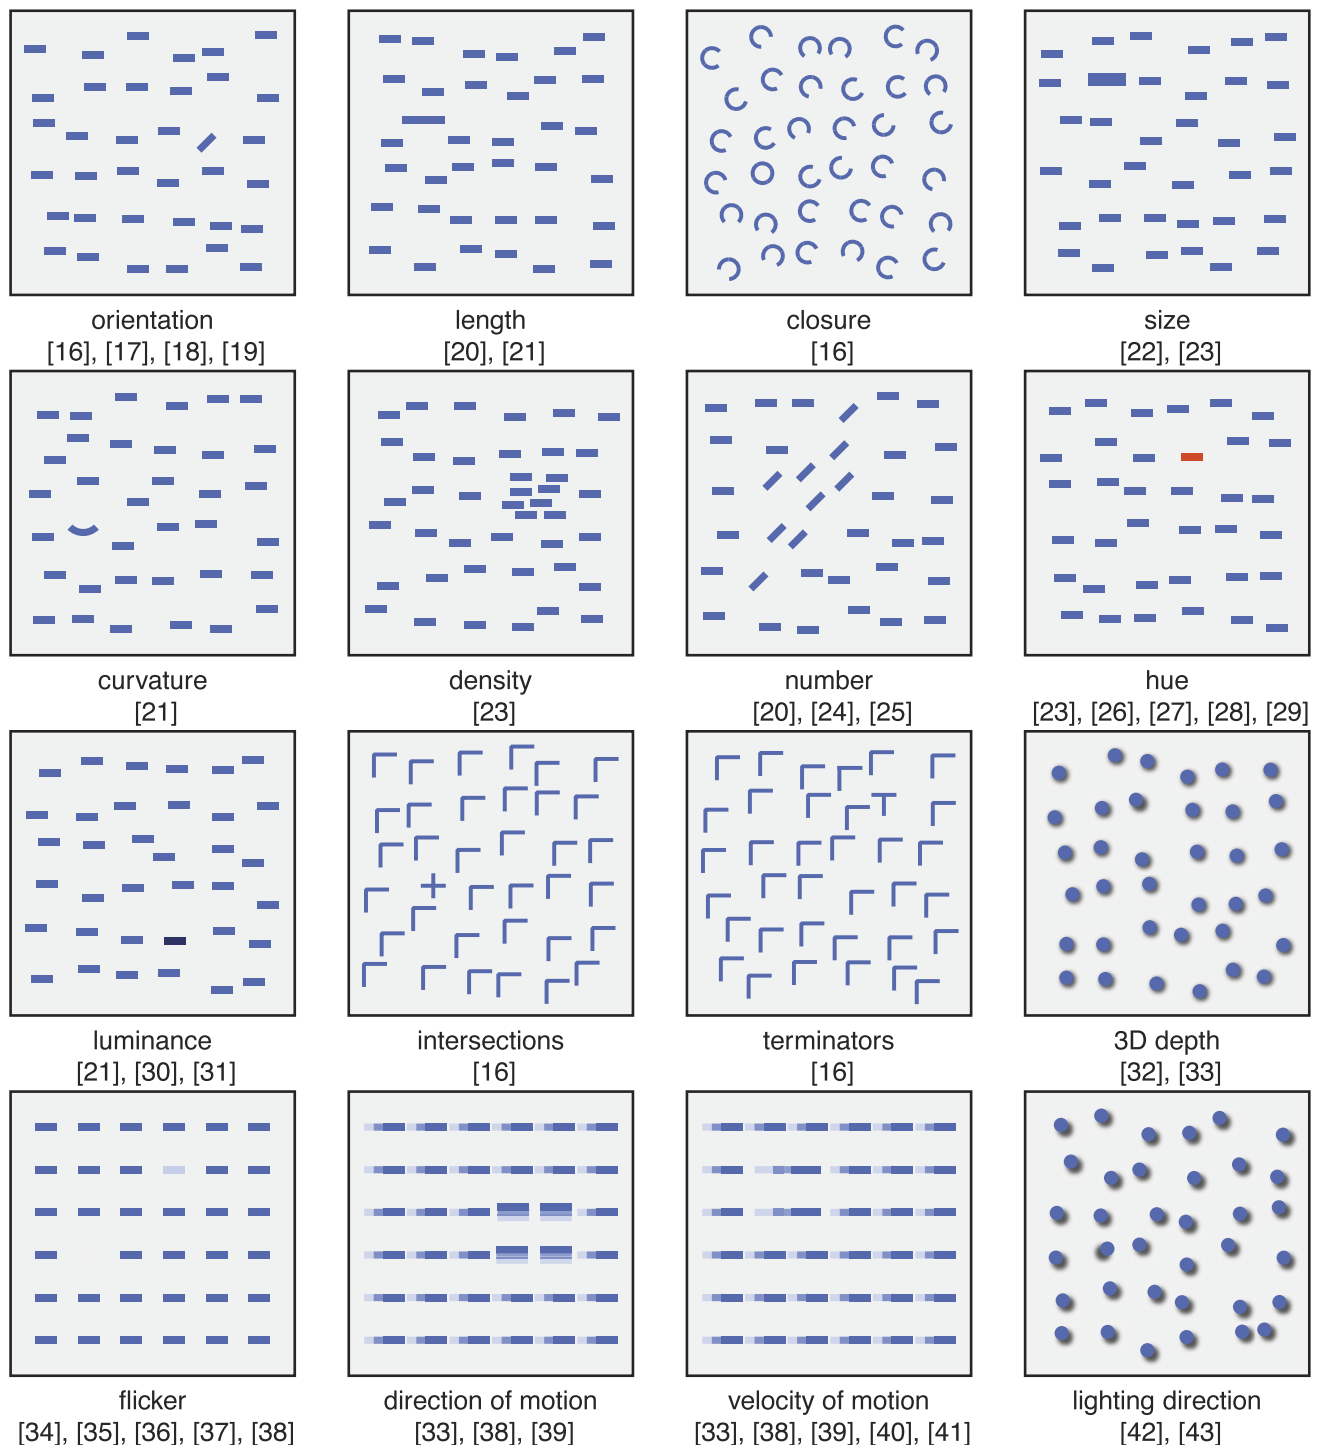 orientation
[16], [17], [18], [19]
length
[20], [21]
closure
[16]
size
[22], [23]
curvature
[21]
density
[23]
number
[20], [24], [25]
hue
[23], [26], [27], [28], [29]
luminance
[21], [30], [31]
intersections
[16]
terminators
[16]
3D depth
[32], [33]
flicker
[34], [35], [36], [37], [38]
direction of motion
[33], [38], [39]
velocity of motion
[33], [38], [39], [40], [41]
lighting direction
[42], [43]